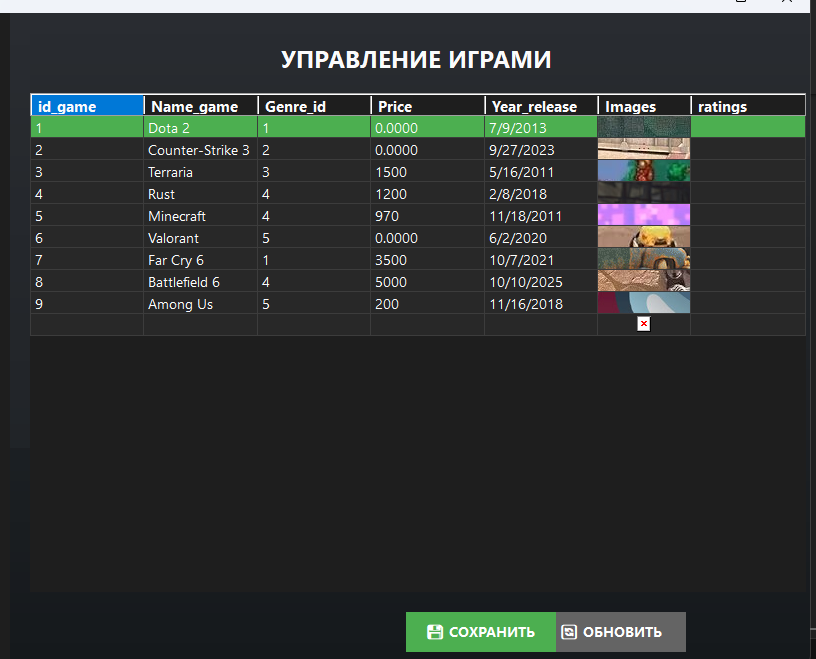 УПРАВЛЕНИЕ ИГРАМИ
id_game Name_game Genre_id Price Year_release Images ratings
1 Dota 2 1 0.0000 7/9/2013
2 Counter-Strike 3 2 0.0000 9/27/2023
3 Terraria 3 1500 5/16/2011
4 Rust 4 1200 2/8/2018
5 Minecraft 4 970 11/18/2011
6 Valorant 5 0.0000 6/2/2020
7 Far Cry 6 1 3500 10/7/2021
8 Battlefield 6 4 5000 10/10/2025
9 Among Us 5 200 11/16/2018
СОХРАНИТЬ ОБНОВИТЬ